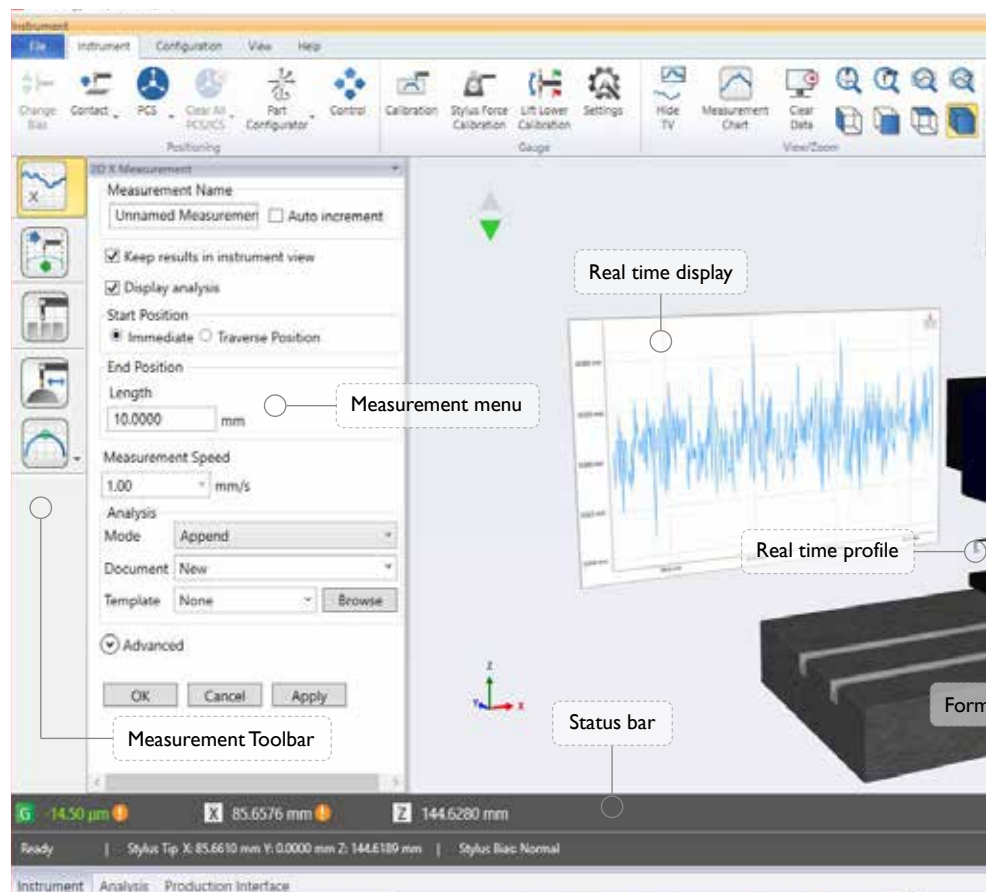 Instrument
File Instrument Configuration View Help
Change Bias
Contact
PCS
Clear All PCS/ICS
Part Configurator
Control
Calibration
Stylus Force Calibration
Lift Lower Calibration
Settings
Hide TV
Measurement Chart
Clear Data
Positioning
Gauge
View/Zoom
2D X Measurement
X
Measurement Name
Unnamed Measuremen
Auto increment
Keep results in instrument view
Display analysis
Start Position
Immediate
Traverse Position
End Position
Length
10.0000 mm
Measurement menu
Measurement Speed
1.00 mm/s
Analysis
Mode Append
Document New
Template None Browse
Advanced
OK Cancel Apply
Measurement Toolbar
Real time display
Real time profile
Z
Y X
Status bar
Form
G -14.50 µm X 85.6576 mm Z 144.6280 mm
Ready | Stylus Tip X: 85.6610 mm Y: 0.0000 mm Z: 144.6189 mm | Stylus Bias: Normal
Instrument Analysis Production Interface